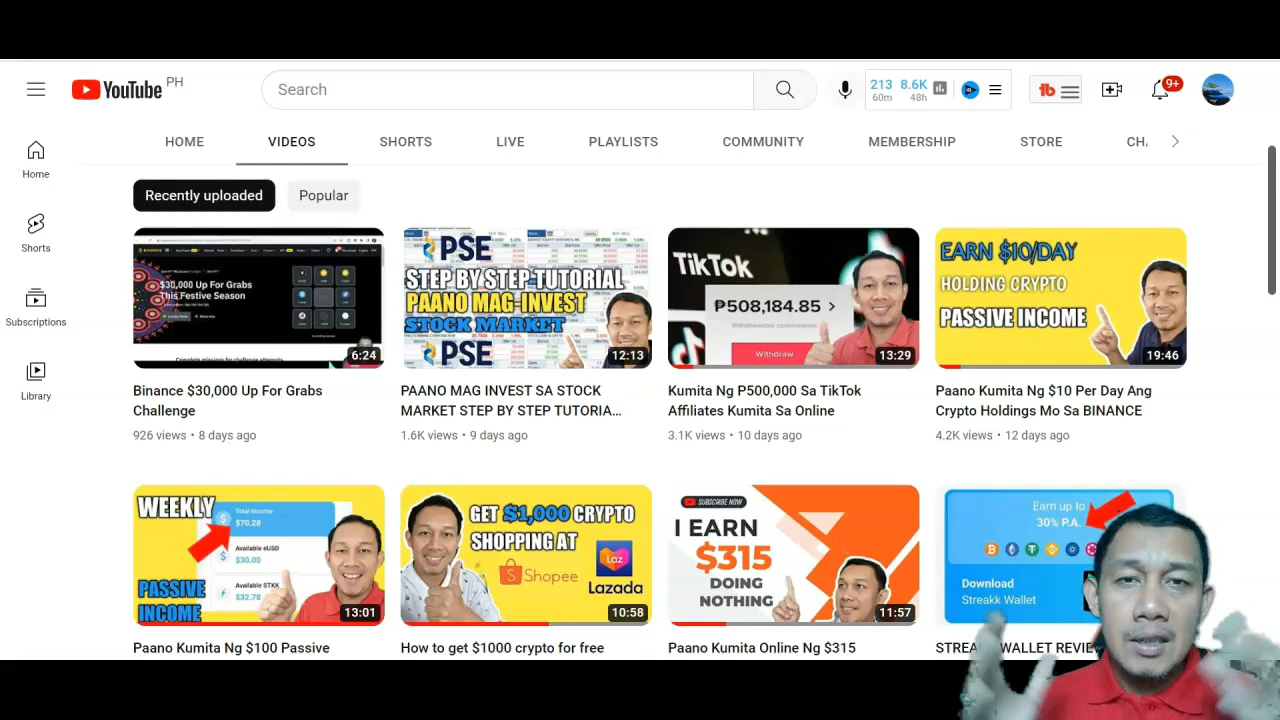 YouTube PH
Search
213 8.6K
60m 48h
9+
HOME VIDEOS SHORTS LIVE PLAYLISTS COMMUNITY MEMBERSHIP STORE CH
Home
Shorts
Subscriptions
Library
Recently uploaded Popular
BINANCE
$30,000 Up For Grabs
This Festive Season
6:24
Binance $30,000 Up For Grabs
Challenge
926 views • 8 days ago
PSE
STEP BY STEP TUTORIAL
PAANO MAG-INVEST
STOCK MARKET
PSE
12:13
PAANO MAG INVEST SA STOCK
MARKET STEP BY STEP TUTORIA...
1.6K views • 9 days ago
TikTok
₱508,184.85 >
Withdraw
13:29
Kumita Ng P500,000 Sa TikTok
Affiliates Kumita Sa Online
3.1K views • 10 days ago
EARN $10/DAY
HOLDING CRYPTO
PASSIVE INCOME
19:46
Paano Kumita Ng $10 Per Day Ang
Crypto Holdings Mo Sa BINANCE
4.2K views • 12 days ago
WEEKLY
Total Income
$70.28
Available eUSD
$30.00
Available STKK
$32.78
PASSIVE
INCOME
13:01
Paano Kumita Ng $100 Passive
GET $1,000 CRYPTO
SHOPPING AT
Shopee
Laz
Lazada
10:58
How to get $1000 crypto for free
SUBSCRIBE NOW
I EARN
$315
DOING
NOTHING
11:57
Paano Kumita Online Ng $315
Earn up to
30% P.A.
Download
Streakk Wallet
WALLET